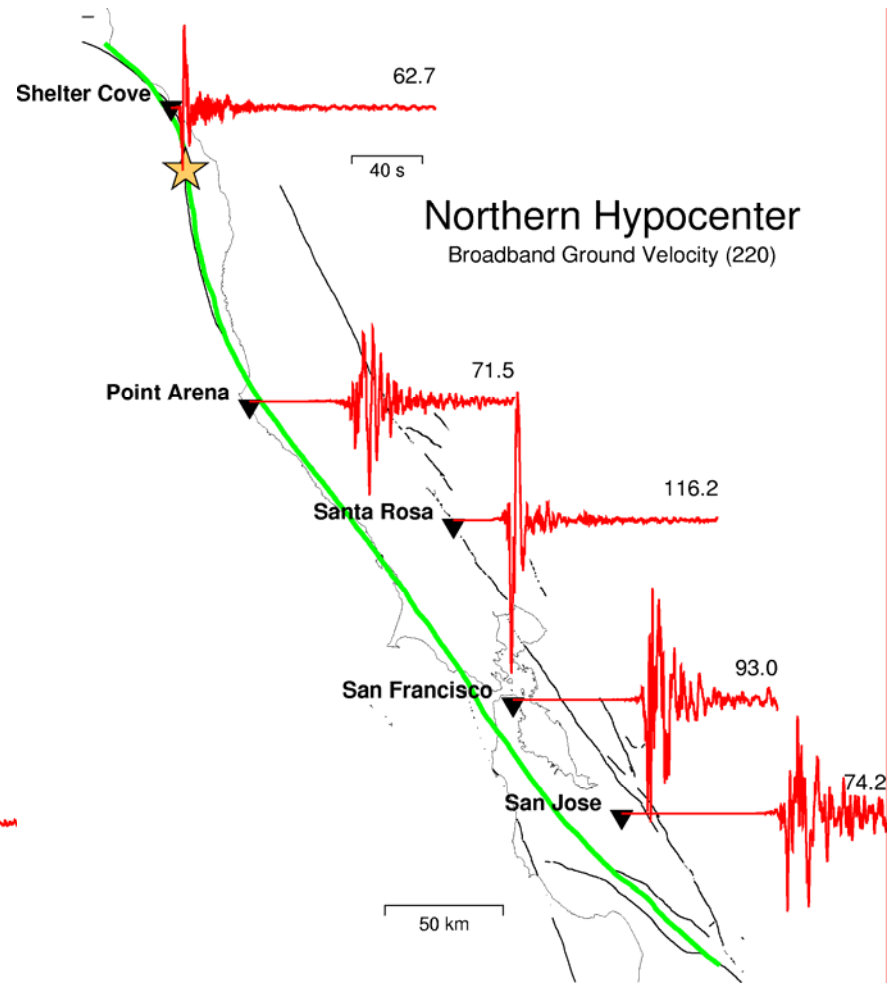 62.7
Shelter Cove
40 s
Northern Hypocenter
Broadband Ground Velocity (220)
71.5
Point Arena
116.2
Santa Rosa
93.0
San Francisco
74.2
San Jose
50 km